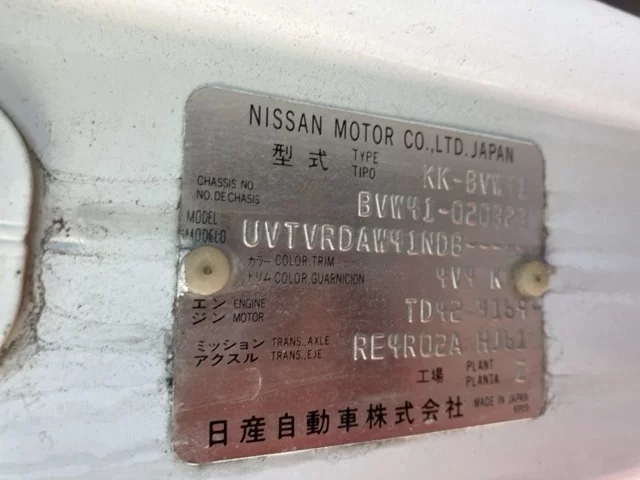 NISSAN MOTOR CO.,LTD. JAPAN
型式 TYPE TIPO KK-BVW41
CHASSIS NO NO. DE CHASIS BVW41-020323
MODEL MODELO UVTVRDAW41NDB-----
カラー COLOR,TRIM トリム COLOR,GUARNICION 4V4 K
エンジン ENGINE MOTOR TD42-4169
ミッション TRANS.,AXLE アクスル TRANS.,EJE RE4R02A HJ61
工場 PLANT PLANTA Z
日産自動車株式会社 MADE IN JAPAN